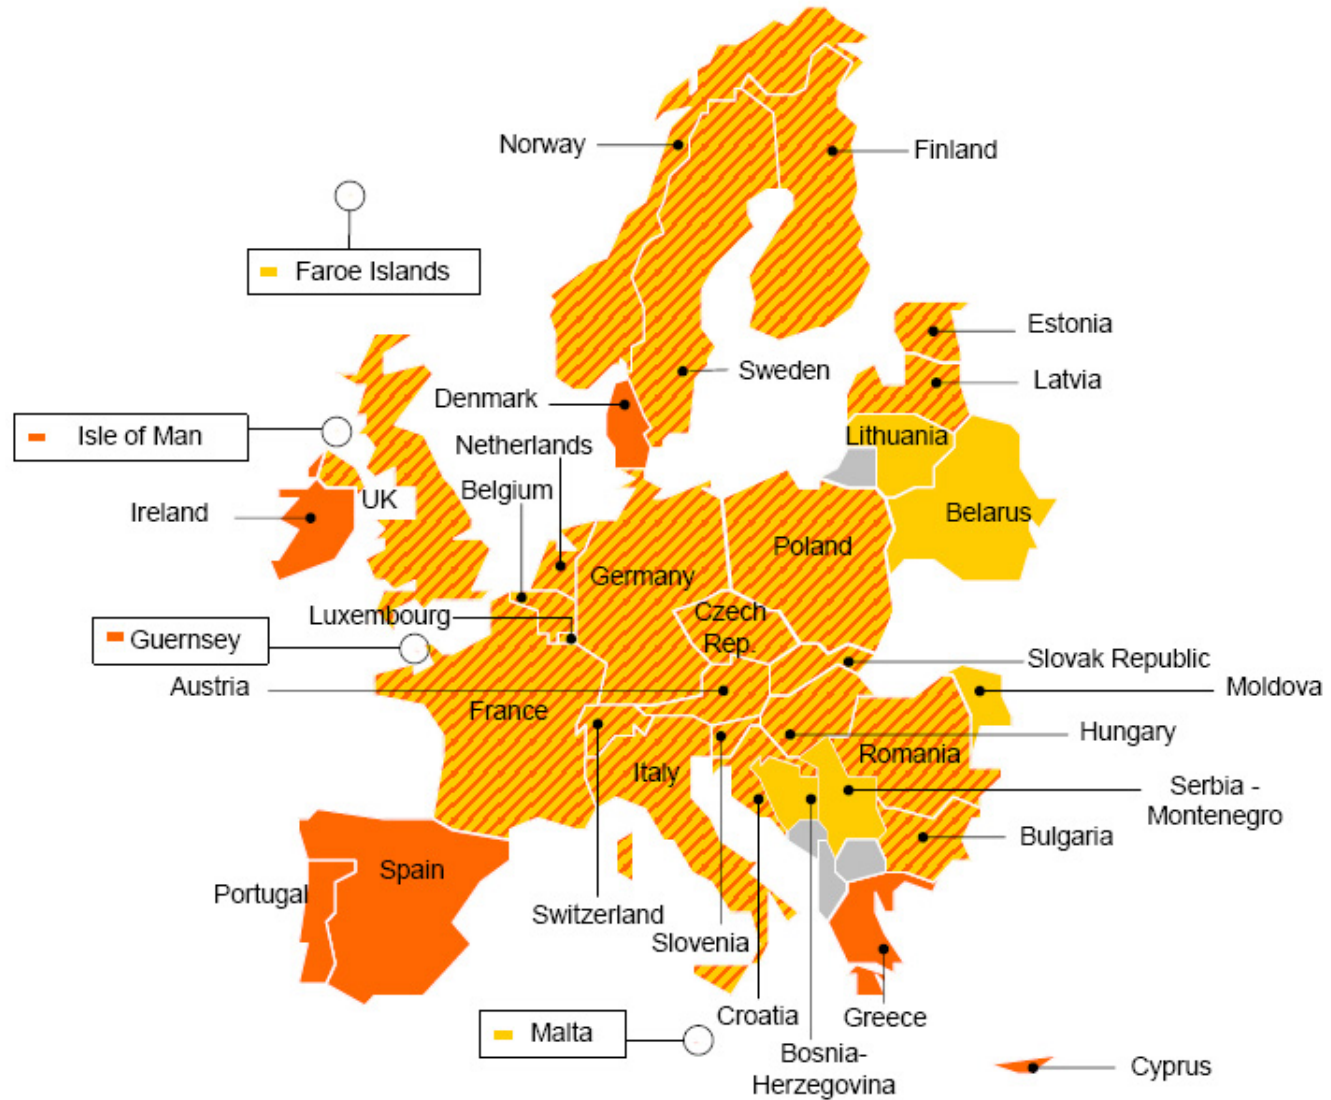 Norway
Finland
Faroe Islands
Estonia
Sweden
Latvia
Denmark
Isle of Man
Lithuania
Netherlands
Belgium
UK
Ireland
Belarus
Poland
Germany
Czech
Rep.
Luxembourg
Guernsey
Slovak Republic
Austria
Moldova
France
Hungary
Romania
Italy
Serbia -
Montenegro
Bulgaria
Spain
Portugal
Switzerland
Slovenia
Croatia
Greece
Malta
Bosnia-
Herzegovina
Cyprus